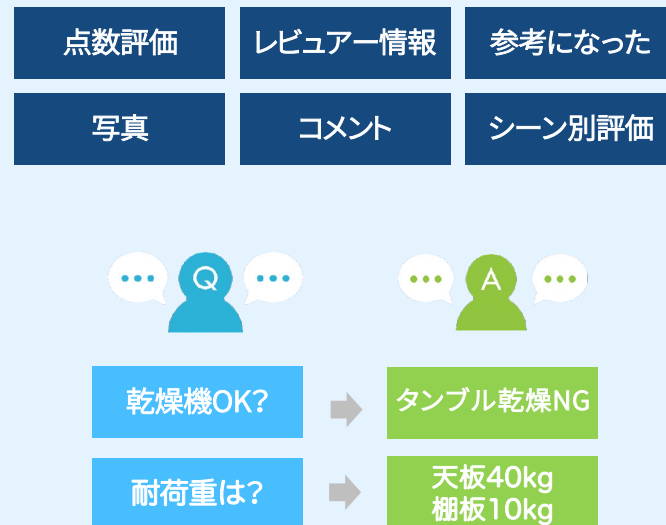 点数評価
レビュアー情報
参考になった
写真
コメント
シーン別評価
Q
A
乾燥機OK?
タンブル乾燥NG
耐荷重は?
天板40kg
棚板10kg